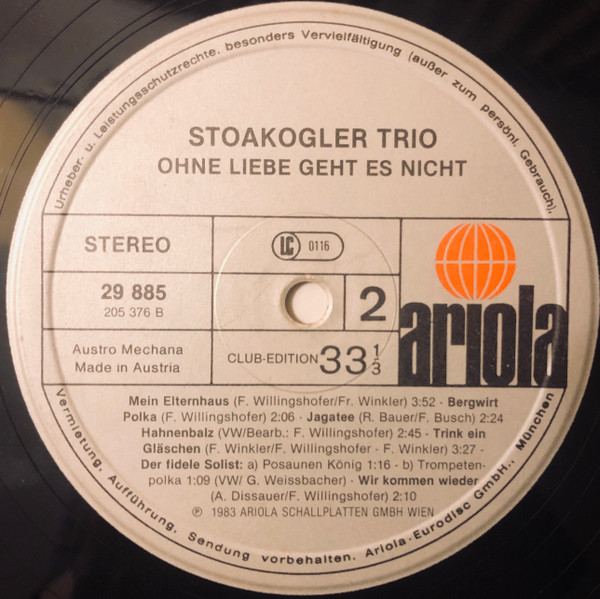 Urheber- u. Leistungsschutzrechte, besonders Vervielfältigung (außer zum persönl. Gebrauch),
STOAKOGLER TRIO
OHNE LIEBE GEHT ES NICHT
STEREO
LC 0116
29 885
205 376 B
2
ariola
Austro Mechana
Made in Austria
CLUB-EDITION 33 1/3
Mein Elternhaus (F. Willingshofer/Fr. Winkler) 3:52 · Bergwirt
Polka (F. Willingshofer) 2:06 · Jagatee (R. Bauer/F. Busch) 2:24
Hahnenbalz (VW/Bearb.: F. Willingshofer) 2:45 · Trink ein
Gläschen (F. Winkler/F. Willingshofer · F. Winkler) 3:27 ·
Der fidele Solist: a) Posaunen König 1:16 · b) Trompeten-
polka 1:09 (VW/ G. Weissbacher) · Wir kommen wieder
(A. Dissauer/F. Willingshofer) 2:10
℗ 1983 ARIOLA SCHALLPLATTEN GMBH WIEN
Vermietung, Aufführung, Sendung vorbehalten. Ariola-Eurodisc GmbH., München